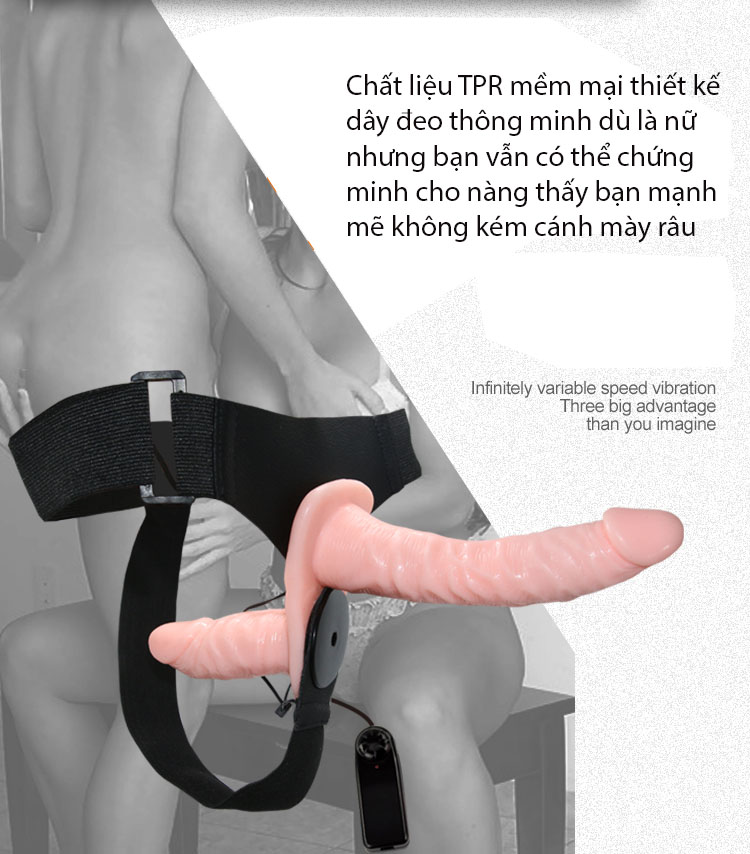 Chất liệu TPR mềm mại thiết kế
dây đeo thông minh dù là nữ
nhưng bạn vẫn có thể chứng
minh cho nàng thấy bạn mạnh
mẽ không kém cánh mày râu
Infinitely variable speed vibration
Three big advantage
than you imagine